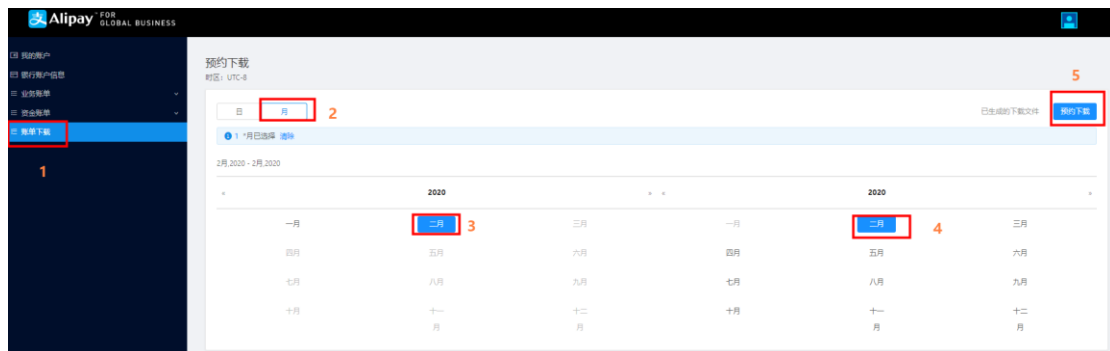 Alipay FOR GLOBAL BUSINESS
我的账户
银行账户信息
业务账单
资金账单
账单下载
1
预约下载
时区: UTC-8
5
日 月 2
已生成的下载文件 预约下载
1 *月已选择 清除
2月,2020 - 2月,2020
« 2020 » « 2020 »
一月 二月 3 三月 一月 二月 4 三月
四月 五月 六月 四月 五月 六月
七月 八月 九月 七月 八月 九月
十月 十一月 十二月 十月 十一月 十二月